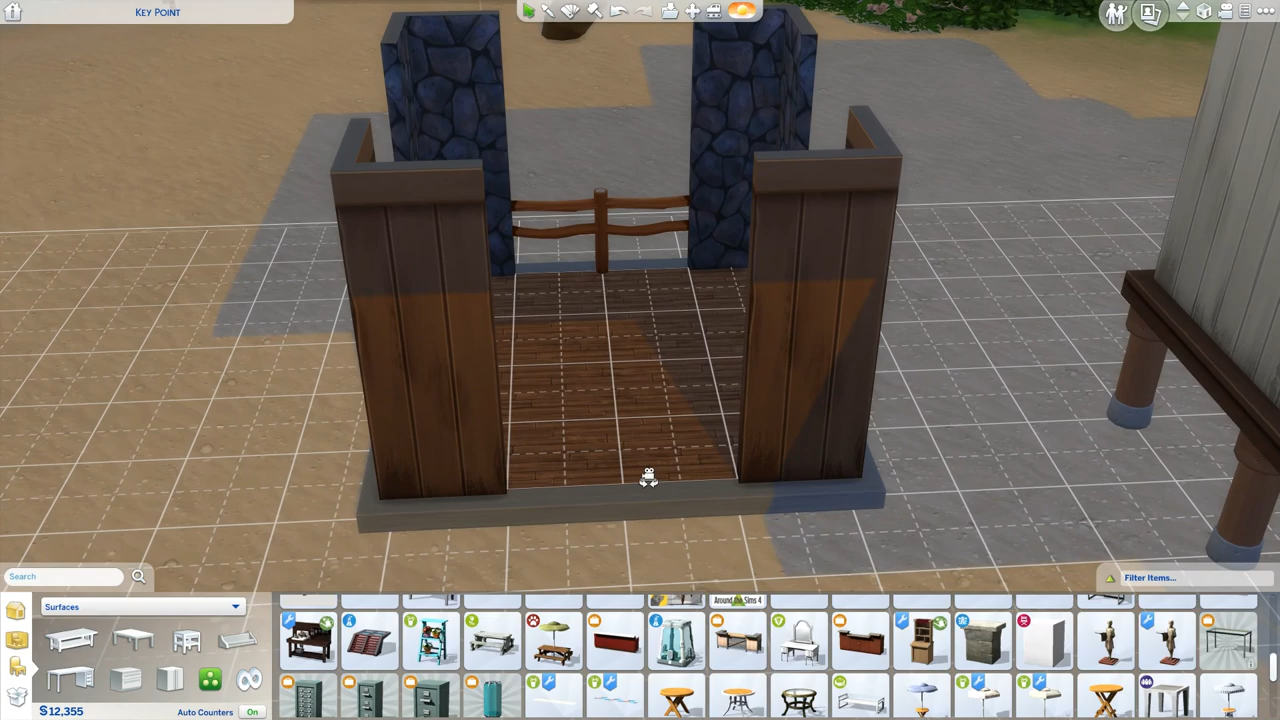 Key Point
Search
Filter Items...
Surfaces
Around the Sims 4
§12,355
Auto Counters
On